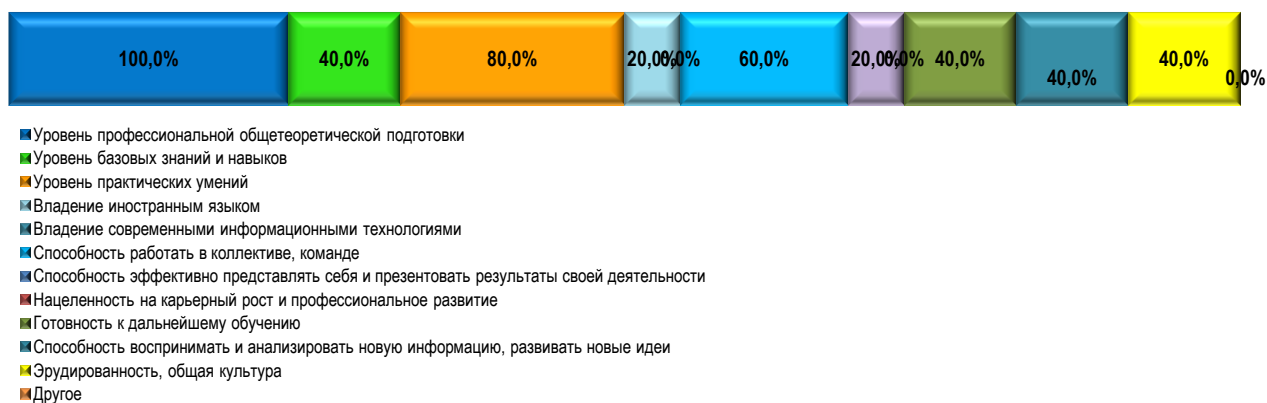 100,0% 40,0% 80,0% 20,0% 0,0% 60,0% 20,0% 0,0% 40,0% 40,0% 40,0% 0,0%
Уровень профессиональной общетеоретической подготовки
Уровень базовых знаний и навыков
Уровень практических умений
Владение иностранным языком
Владение современными информационными технологиями
Способность работать в коллективе, команде
Способность эффективно представлять себя и презентовать результаты своей деятельности
Нацеленность на карьерный рост и профессиональное развитие
Готовность к дальнейшему обучению
Способность воспринимать и анализировать новую информацию, развивать новые идеи
Эрудированность, общая культура
Другое